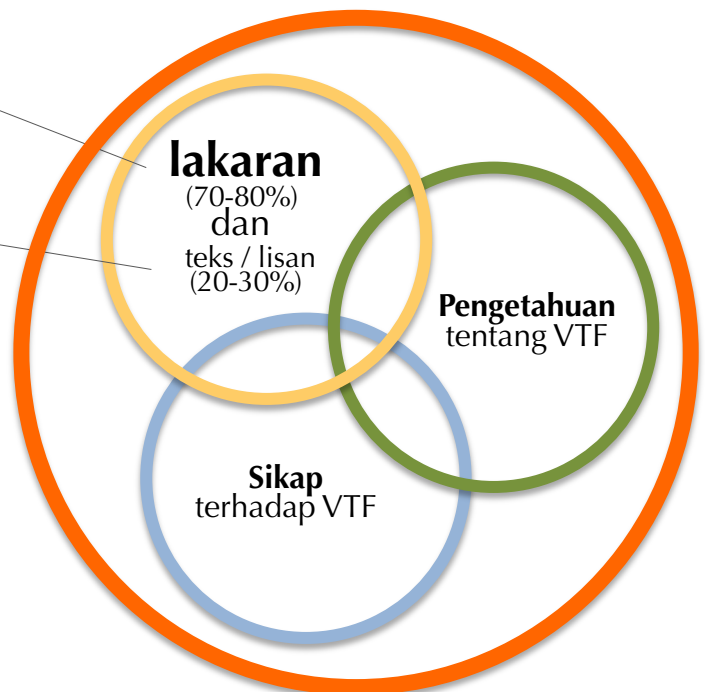 lakaran
(70-80%)
dan
teks / lisan
(20-30%)
Pengetahuan
tentang VTF
Sikap
terhadap VTF